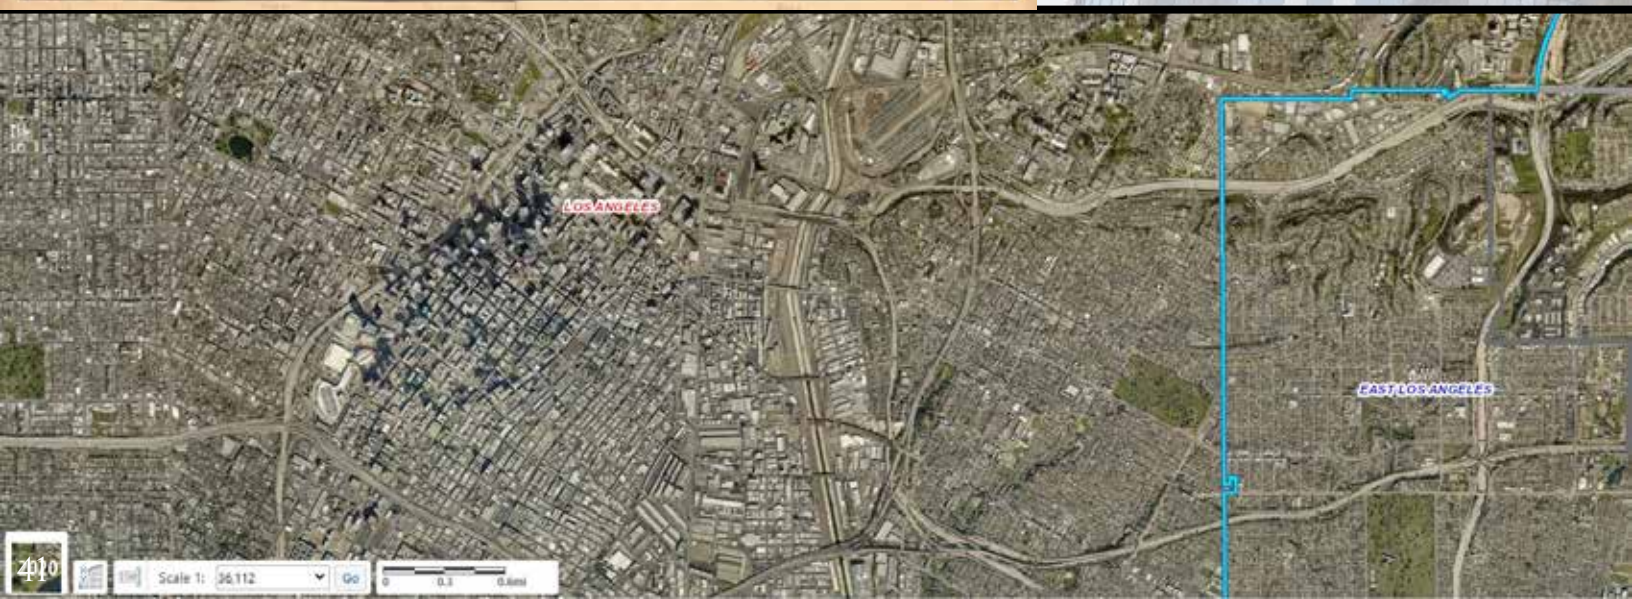 LOS ANGELES
EAST LOS ANGELES
Scale 1: 36,112 Go
0 0.3 0.6mi